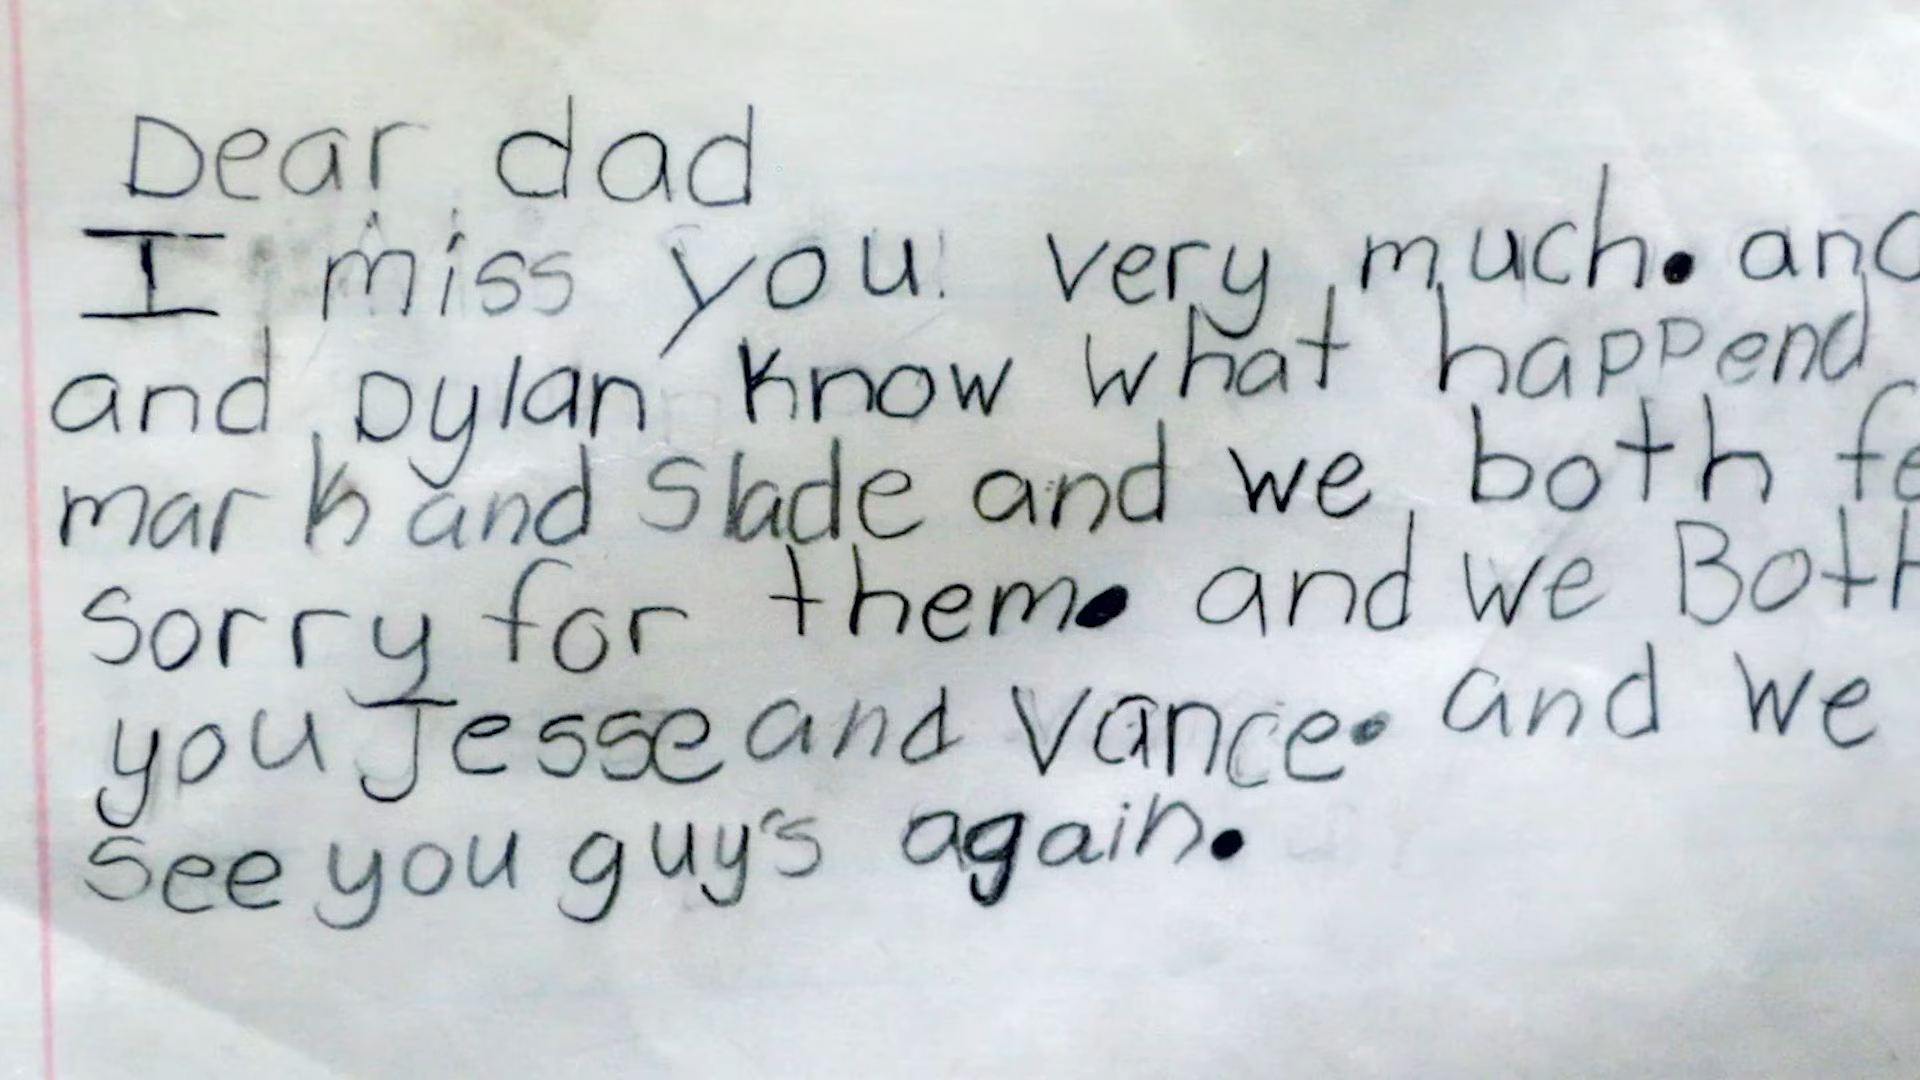 Dear dad
I miss you very much. and
and Dylan know what happend
mark and Slade and we both fe
Sorry for them. and we Both
you Jesse and Vance. and we
See you guy's again.